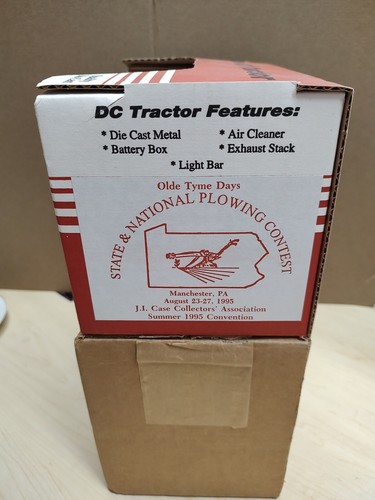 DC Tractor Features:
* Die Cast Metal * Air Cleaner
* Battery Box * Exhaust Stack
* Light Bar
Olde Tyme Days
STATE & NATIONAL PLOWING CONTEST
Manchester, PA
August 23-27, 1995
J.I. Case Collectors' Association
Summer 1995 Convention